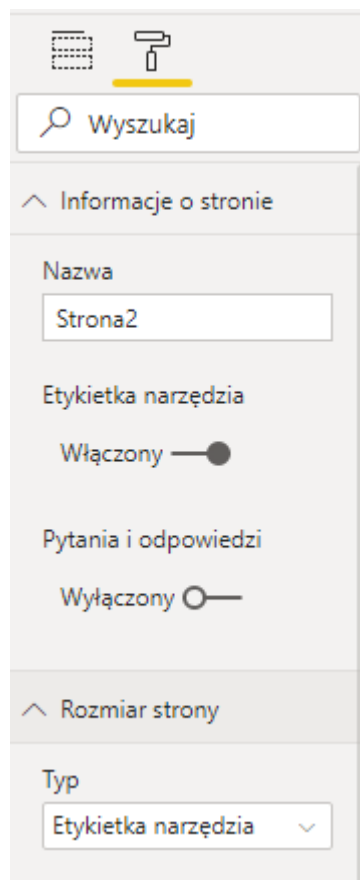 Wyszukaj
Informacje o stronie
Nazwa
Strona2
Etykietka narzędzia
Włączony
Pytania i odpowiedzi
Wyłączony
Rozmiar strony
Typ
Etykietka narzędzia